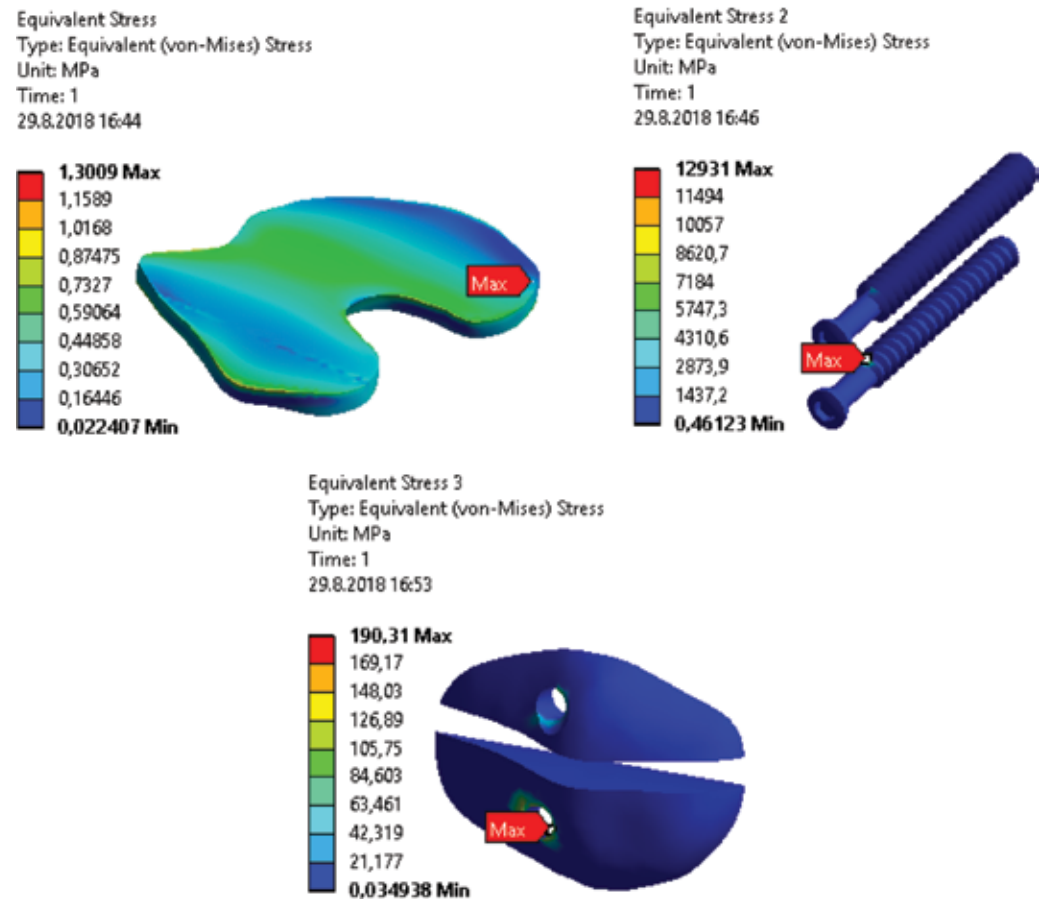 Equivalent Stress
Type: Equivalent (von-Mises) Stress
Unit: MPa
Time: 1
29.8.2018 16:44
1,3009 Max
1,1589
1,0168
0,87475
0,7327
0,59064
0,44858
0,30652
0,16446
0,022407 Min
Max
Equivalent Stress 2
Type: Equivalent (von-Mises) Stress
Unit: MPa
Time: 1
29.8.2018 16:46
12931 Max
11494
10057
8620,7
7184
5747,3
4310,6
2873,9
1437,2
0,46123 Min
Max
Equivalent Stress 3
Type: Equivalent (von-Mises) Stress
Unit: MPa
Time: 1
29.8.2018 16:53
190,31 Max
169,17
148,03
126,89
105,75
84,603
63,461
42,319
21,177
0,034938 Min
Max